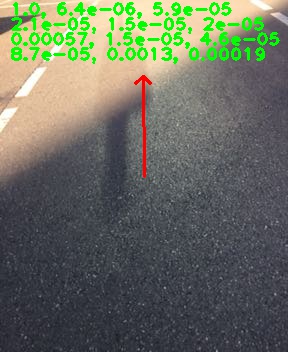 1.0, 6.4e-06, 5.9e-05
2.1e-05, 1.5e-05, 2e-05
0.00057, 1.5e-05, 4.6e-05
8.7e-05, 0.0013, 0.00019